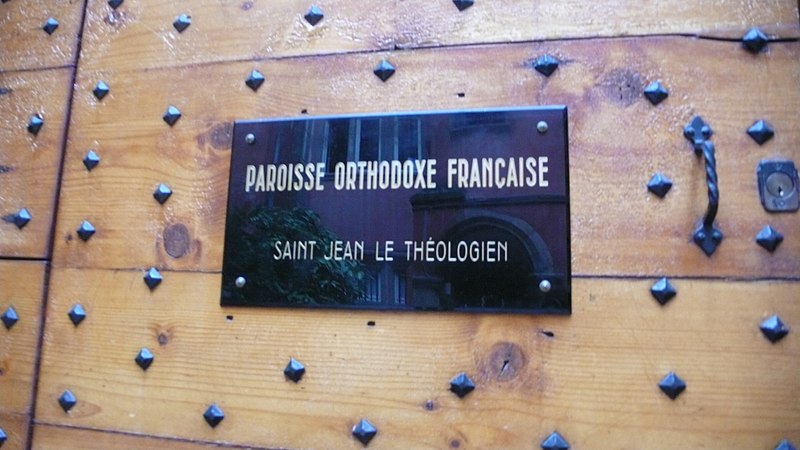 PAROISSE ORTHODOXE FRANÇAISE
SAINT JEAN LE THÉOLOGIEN